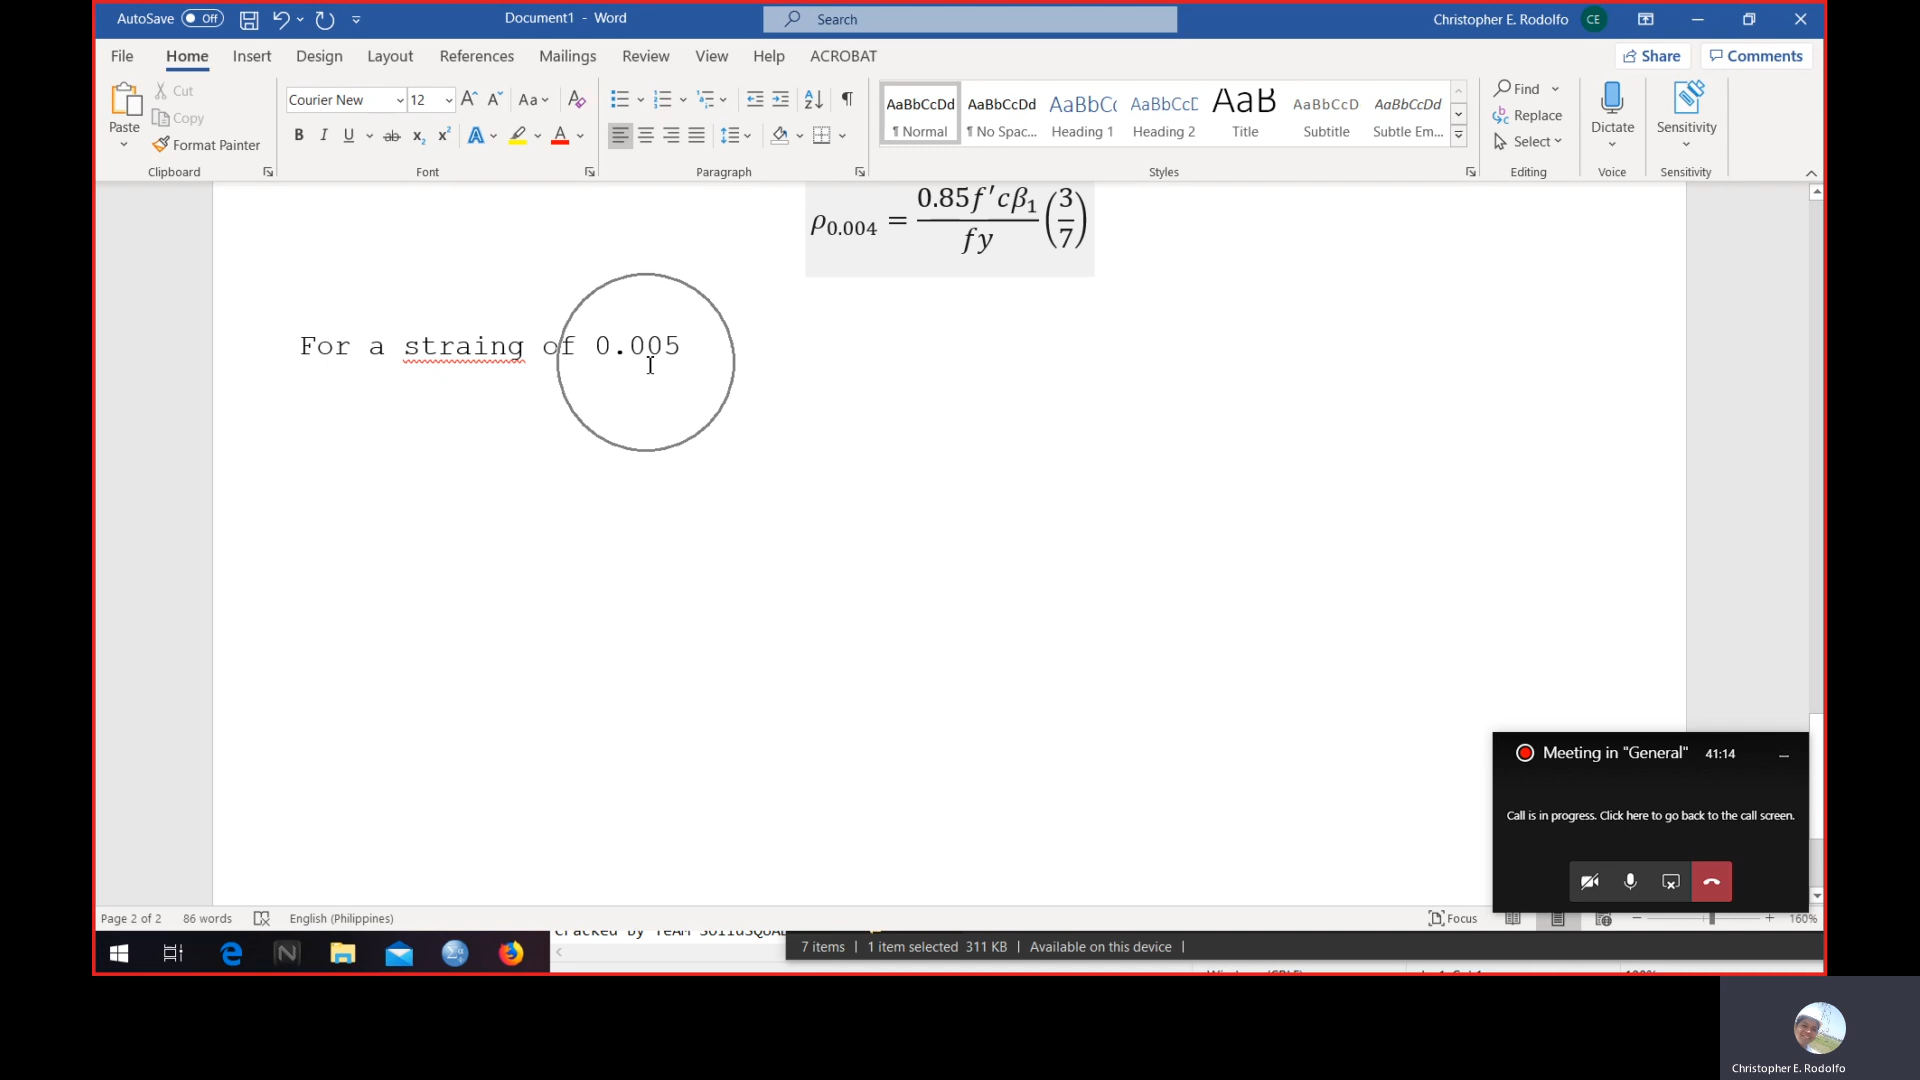 AutoSave Off
Document1 - Word
Search
Christopher E. Rodolfo CE
File Home Insert Design Layout References Mailings Review View Help ACROBAT
Share Comments
Paste
Cut
Copy
Format Painter
Clipboard
Courier New 12
Font
Paragraph
AaBbCcDd AaBbCcDd AaBbCc AaBbCcD AaB AaBbCcD AaBbCcDd
¶ Normal ¶ No Spac... Heading 1 Heading 2 Title Subtitle Subtle Em...
Styles
Find
Replace
Select
Editing
Dictate
Voice
Sensitivity
Sensitivity
ρ0.004 = 0.85f′cβ1 / fy (3/7)
For a straing of 0.005
Meeting in "General" 41:14
Call is in progress. Click here to go back to the call screen.
Page 2 of 2 86 words English (Philippines)
Focus
160%
7 items | 1 item selected 311 KB | Available on this device |
Christopher E. Rodolfo